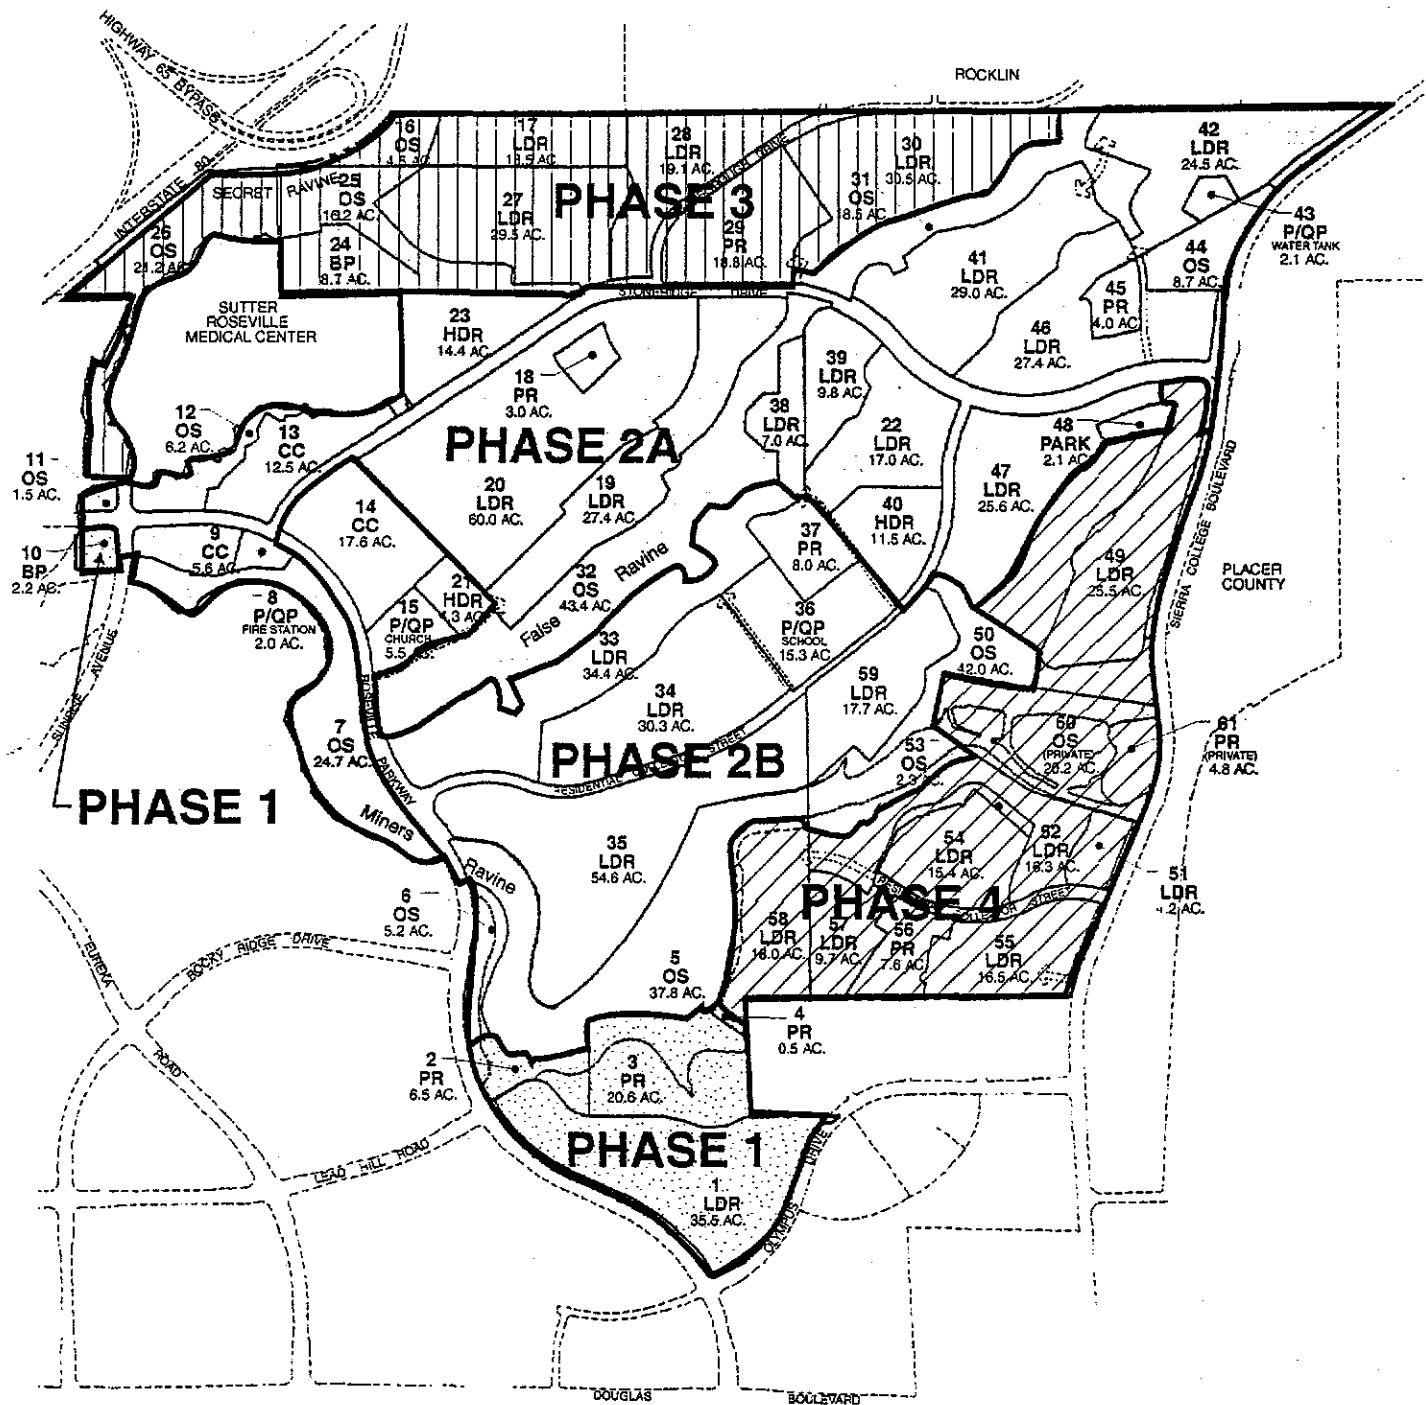 HIGHWAY 65 BYPASS
ROCKLIN
INTERSTATE 80
16
OS
17
LDR
28
LDR
19.1 AC.
30
LDR
30.5 AC.
42
LDR
24.5 AC.
SECRET RAVINE
25
OS
16.2 AC.
27
LDR
29.5 AC.
PHASE 3
31
OS
8.5 AC.
43
P/QP
WATER TANK
2.1 AC.
26
OS
21.2 AC.
24
BP
8.7 AC.
29
PR
18.8 AC.
41
LDR
29.0 AC.
44
OS
8.7 AC.
45
PR
4.0 AC.
STONERIDGE DRIVE
SUTTER
ROSEVILLE
MEDICAL CENTER
23
HDR
14.4 AC.
46
LDR
27.4 AC.
18
PR
3.0 AC.
39
LDR
9.8 AC.
38
LDR
7.0 AC.
12
OS
6.2 AC.
13
CC
12.5 AC.
PHASE 2A
22
LDR
17.0 AC.
48
PARK
2.1 AC.
11
OS
1.5 AC.
20
LDR
60.0 AC.
19
LDR
27.4 AC.
47
LDR
25.6 AC.
14
CC
17.6 AC.
40
HDR
11.5 AC.
SIERRA COLLEGE BOULEVARD
10
BP
2.2 AC.
9
CC
5.6 AC.
37
PR
8.0 AC.
49
LDR
25.5 AC.
PLACER
COUNTY
8
P/QP
FIRE STATION
2.0 AC.
15
P/QP
CHURCH
5.5 AC.
21
HDR
32
OS
43.4 AC.
False Ravine
36
P/QP
SCHOOL
15.3 AC.
SUNRISE AVENUE
33
LDR
34.4 AC.
50
OS
42.0 AC.
59
LDR
17.7 AC.
34
LDR
30.3 AC.
ROSEVILLE PARKWAY
7
OS
24.7 AC.
PHASE 2B
RESIDENTIAL COLLECTOR STREET
53
OS
60
OS
(PRIVATE)
26.2 AC.
61
PR
(PRIVATE)
4.8 AC.
PHASE 1
Miners
Ravine
35
LDR
54.6 AC.
54
LDR
15.4 AC.
52
LDR
16.3 AC.
51
LDR
PHASE 4
RESIDENTIAL COLLECTOR STREET
6
OS
5.2 AC.
58
LDR
16.0 AC.
57
LDR
9.7 AC.
56
PR
7.6 AC.
55
LDR
16.5 AC.
EUREKA ROAD
ROCKY RIDGE DRIVE
5
OS
37.8 AC.
4
PR
0.5 AC.
2
PR
6.5 AC.
3
PR
20.6 AC.
PHASE 1
LEAD HILL ROAD
1
LDR
35.5 AC.
OLYMPUS DRIVE
DOUGLAS BOULEVARD